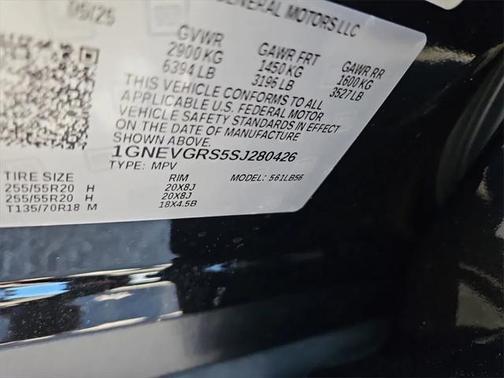 05/25 GENERAL MOTORS LLC
GVWR GAWR FRT GAWR RR
2900 KG 1450 KG 1600 KG
6394 LB 3196 LB 3527 LB
THIS VEHICLE CONFORMS TO ALL
APPLICABLE U.S. FEDERAL MOTOR
VEHICLE SAFETY STANDARDS IN
EFFECT ON THE DATE OF MANUFACTURE
SHOWN ABOVE.
1GNEVGRS5SJ280426
TYPE: MPV
TIRE SIZE RIM 561LB56
255/55R20 H 20X8J
255/55R20 H 20X8J
T135/70R18 M 18X4.5B